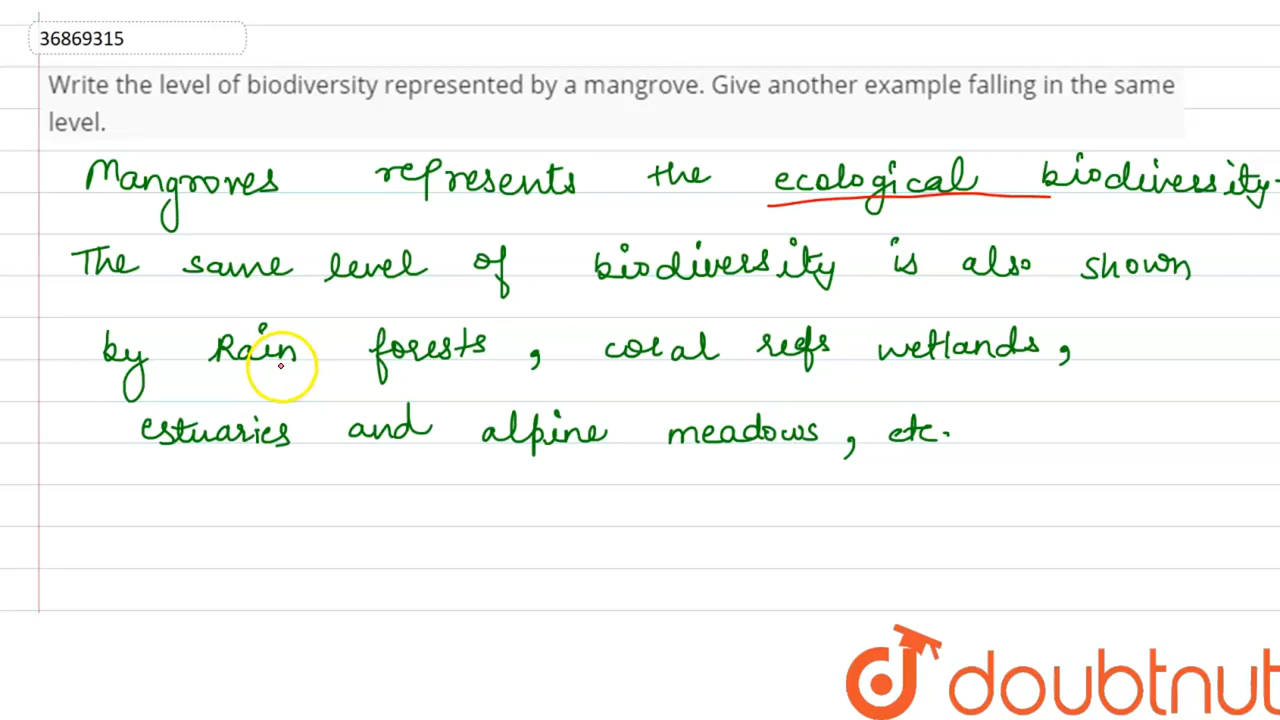 36869315
Write the level of biodiversity represented by a mangrove. Give another example falling in the same
level.
Mangroves represents the ecological biodiversity.
The same level of biodiversity is also shown
by Rain forests, coral refs wetlands,
estuaries and alpine meadows, etc.
doubtnut